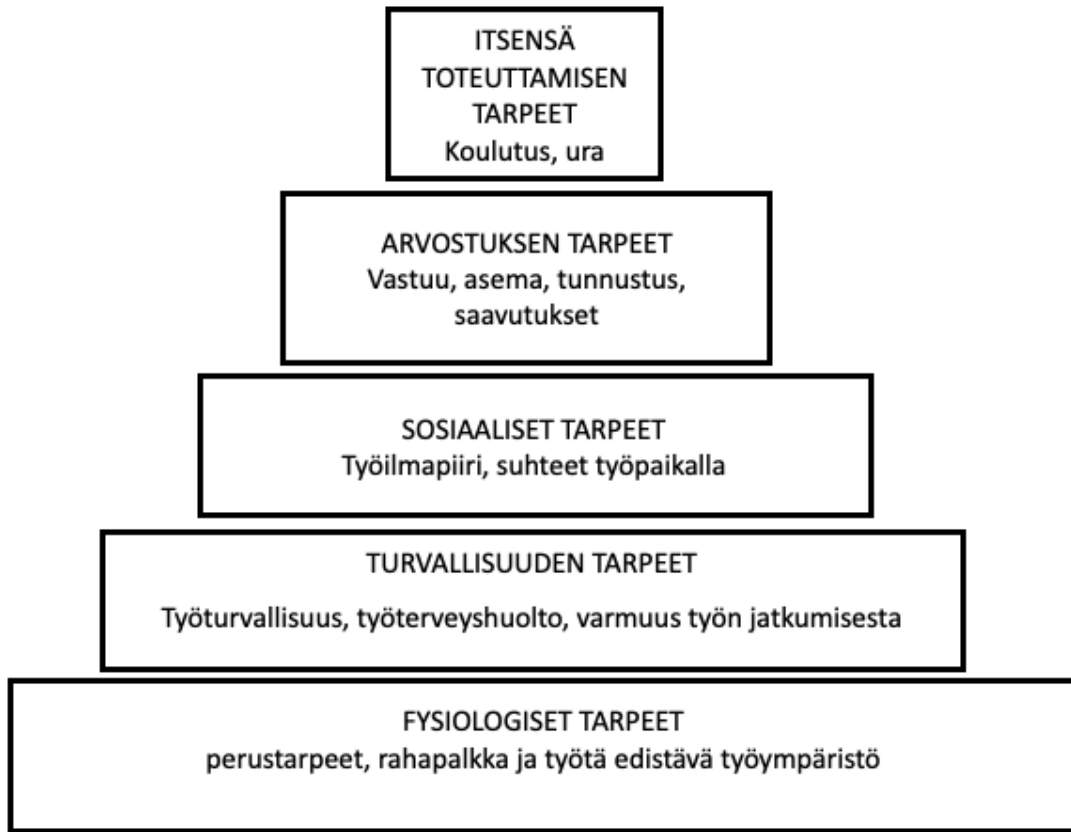 ITSENSÄ
TOTEUTTAMISEN
TARPEET
Koulutus, ura
ARVOSTUKSEN TARPEET
Vastuu, asema, tunnustus,
saavutukset
SOSIAALISET TARPEET
Työilmapiiri, suhteet työpaikalla
TURVALLISUUDEN TARPEET
Työturvallisuus, työterveyshuolto, varmuus työn jatkumisesta
FYSIOLOGISET TARPEET
perustarpeet, rahapalkka ja työtä edistävä työympäristö